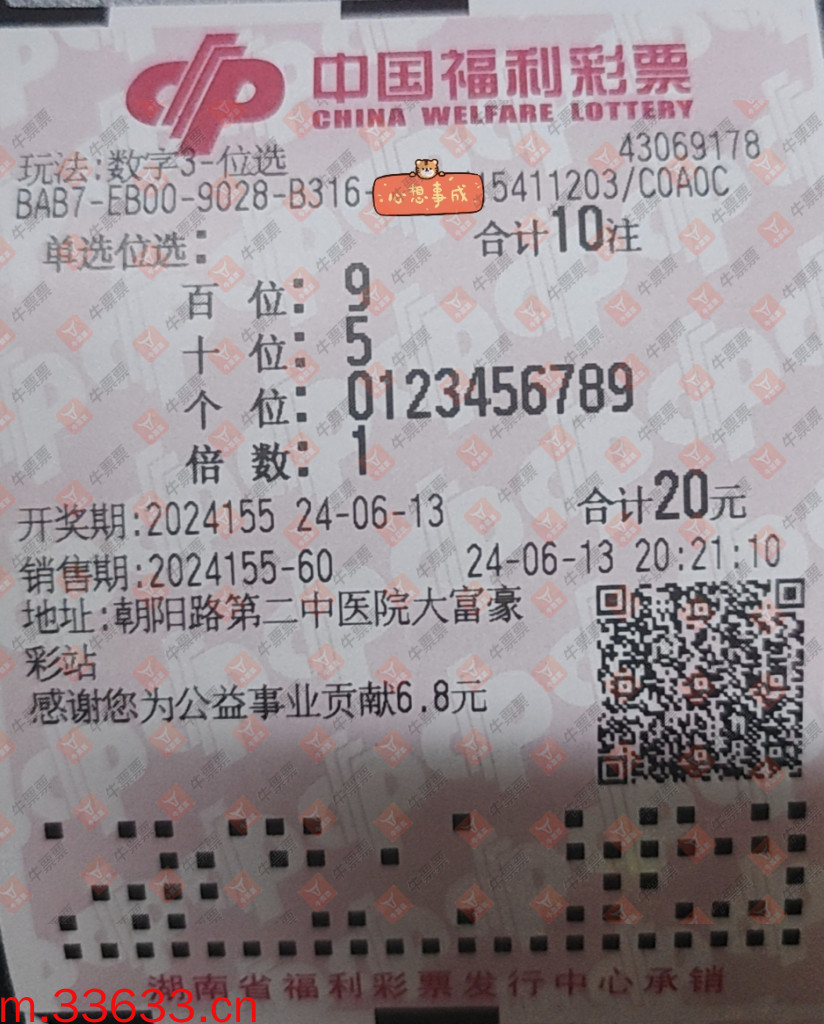 中国福利彩票
CHINA WELFARE LOTTERY
玩法:数字3-位选 43069178
BAB7-EB00-9028-B316- 心想事成 15411203/C0A0C
单选位选: 合计10注
百 位: 9
十 位: 5
个 位: 0123456789
倍 数: 1
开奖期:2024155 24-06-13 合计20元
销售期:2024155-60 24-06-13 20:21:10
地址:朝阳路第二中医院大富豪
彩站
感谢您为公益事业贡献6.8元
湖南省福利彩票发行中心承销
m.33633.cn
牛票票